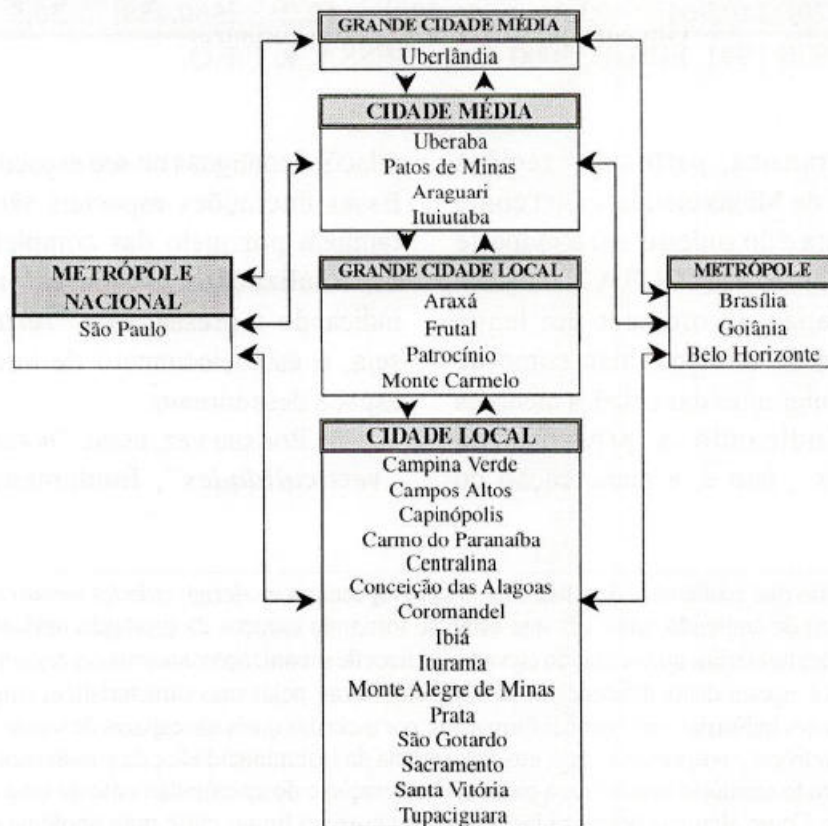 GRANDE CIDADE MÉDIA
Uberlândia
CIDADE MÉDIA
Uberaba
Patos de Minas
Araguari
Ituiutaba
GRANDE CIDADE LOCAL
Araxá
Frutal
Patrocínio
Monte Carmelo
METRÓPOLE
NACIONAL
São Paulo
METRÓPOLE
Brasília
Goiânia
Belo Horizonte
CIDADE LOCAL
Campina Verde
Campos Altos
Capinópolis
Carmo do Paranaíba
Centralina
Conceição das Alagoas
Coromandel
Ibiá
Iturama
Monte Alegre de Minas
Prata
São Gotardo
Sacramento
Santa Vitória
Tupaciguara